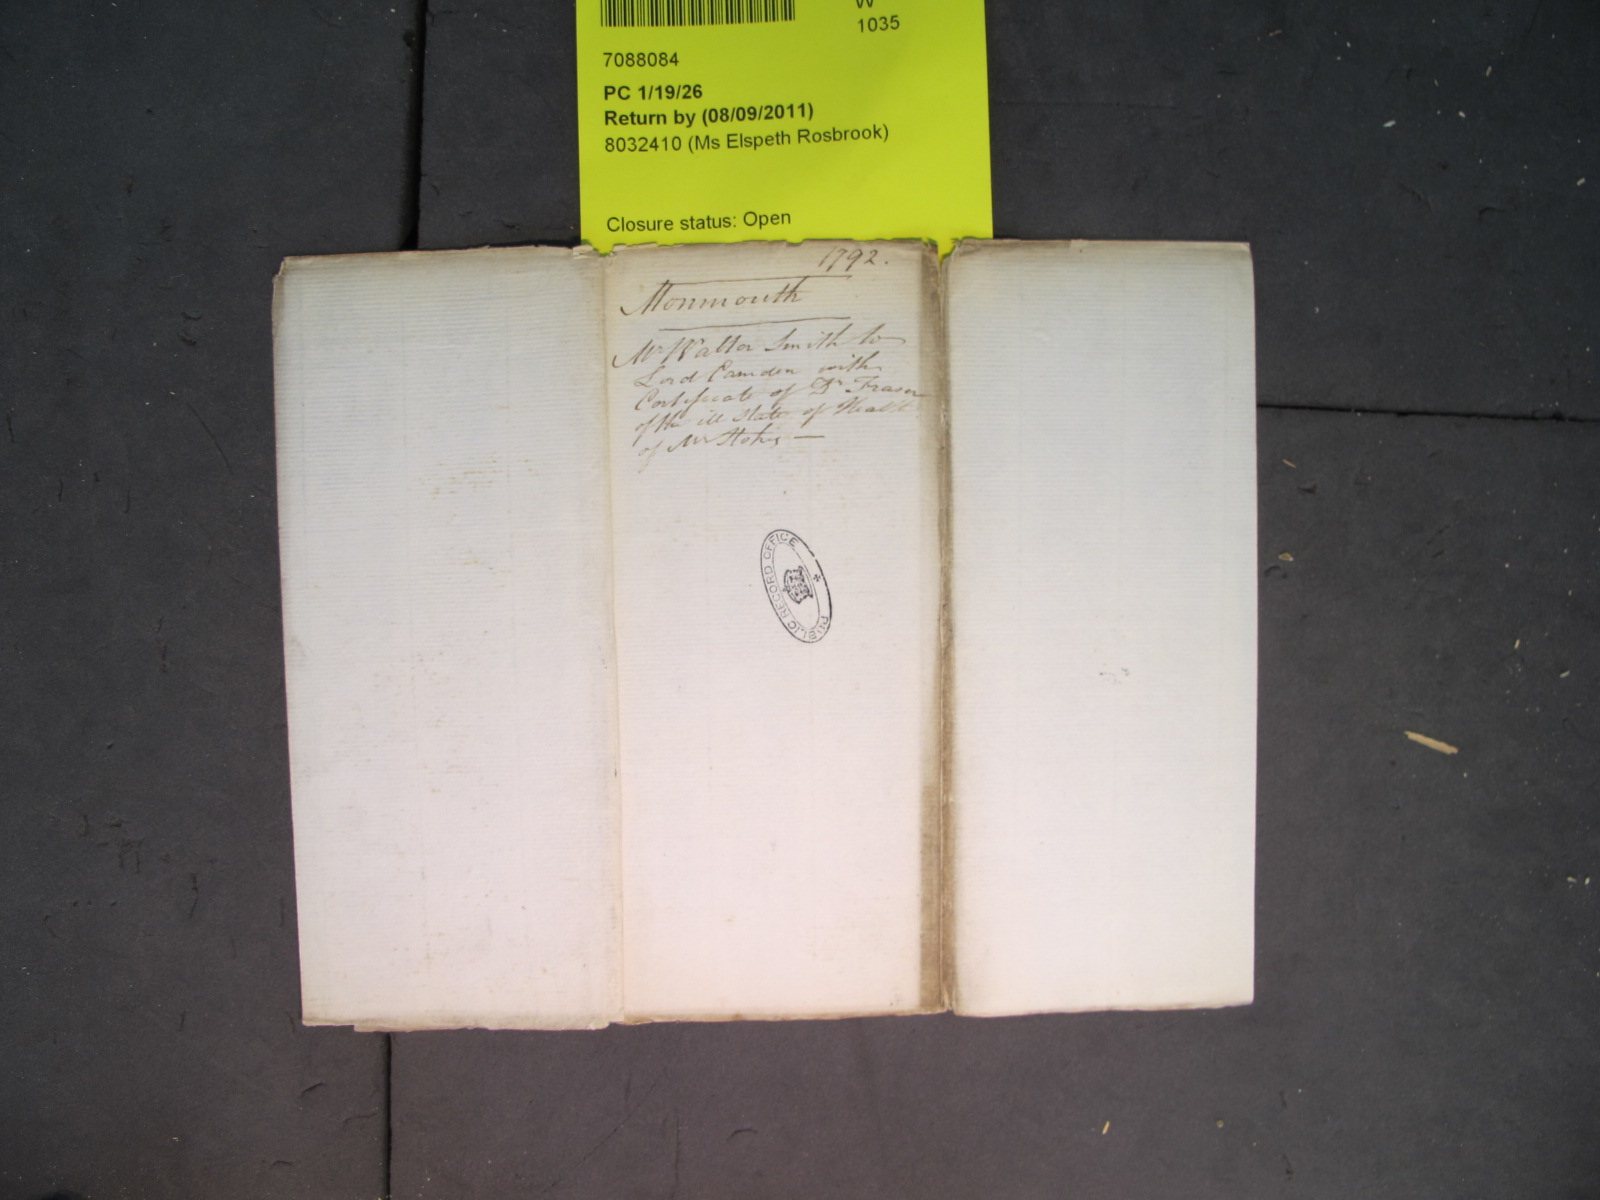 W
1035
7088084
PC 1/19/26
Return by (08/09/2011)
8032410 (Ms Elspeth Rosbrook)
Closure status: Open
1792.
Monmouth
Mr Walter Smith to
Lord Camden with
Certificate of Dr Fraser
of the ill state of Health
of Mr Stokes —
PUBLIC RECORD OFFICE